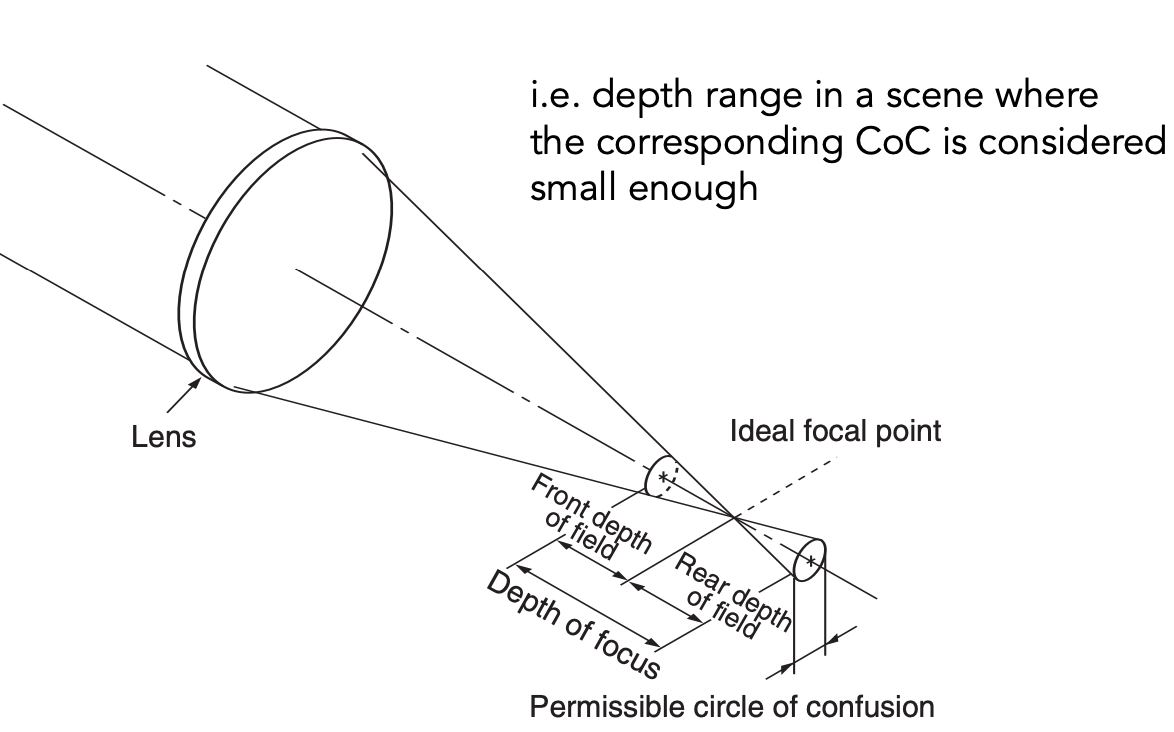 i.e. depth range in a scene where
the corresponding CoC is considered
small enough
Lens
Ideal focal point
Front depth
of field
Rear depth
of field
Depth of focus
Permissible circle of confusion